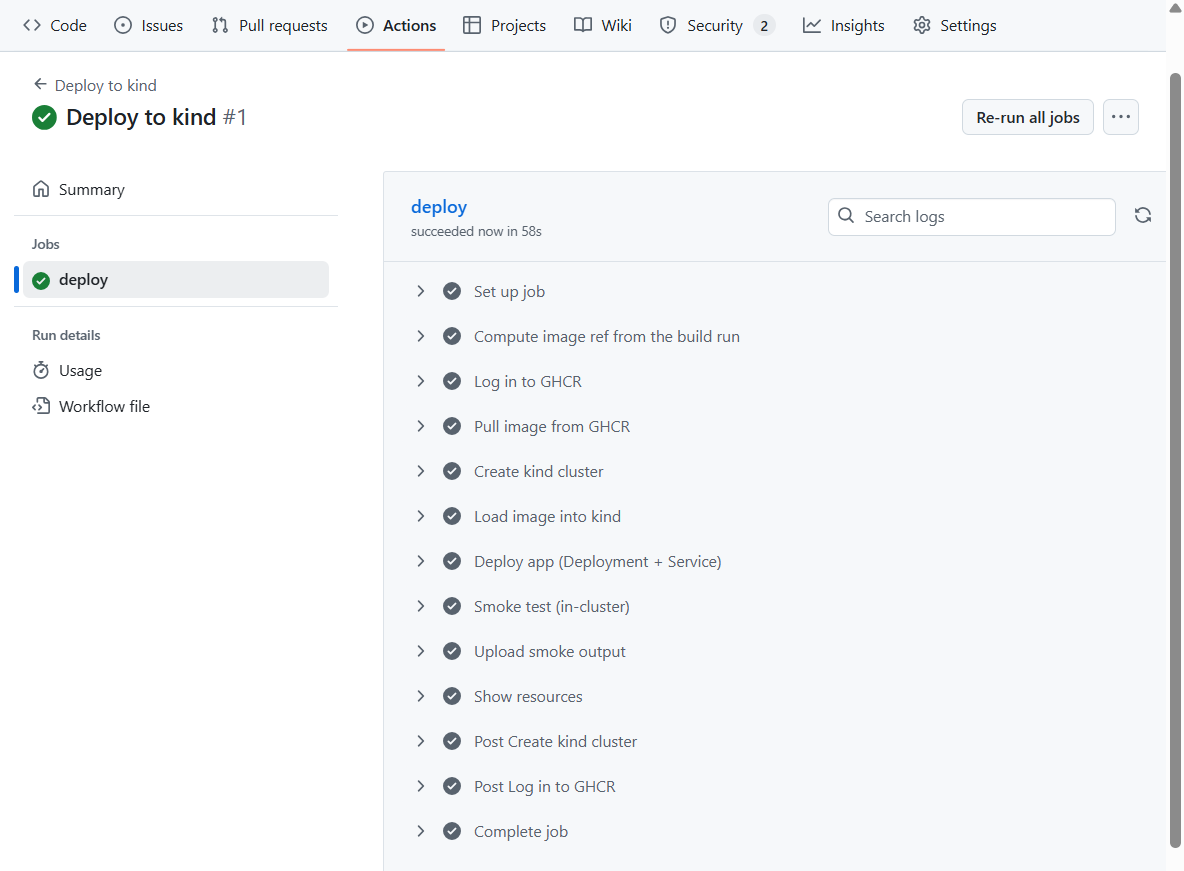 Code Issues Pull requests Actions Projects Wiki Security 2 Insights Settings
Deploy to kind
Deploy to kind #1
Re-run all jobs
Summary
Jobs
deploy
Run details
Usage
Workflow file
deploy
succeeded now in 58s
Search logs
Set up job
Compute image ref from the build run
Log in to GHCR
Pull image from GHCR
Create kind cluster
Load image into kind
Deploy app (Deployment + Service)
Smoke test (in-cluster)
Upload smoke output
Show resources
Post Create kind cluster
Post Log in to GHCR
Complete job